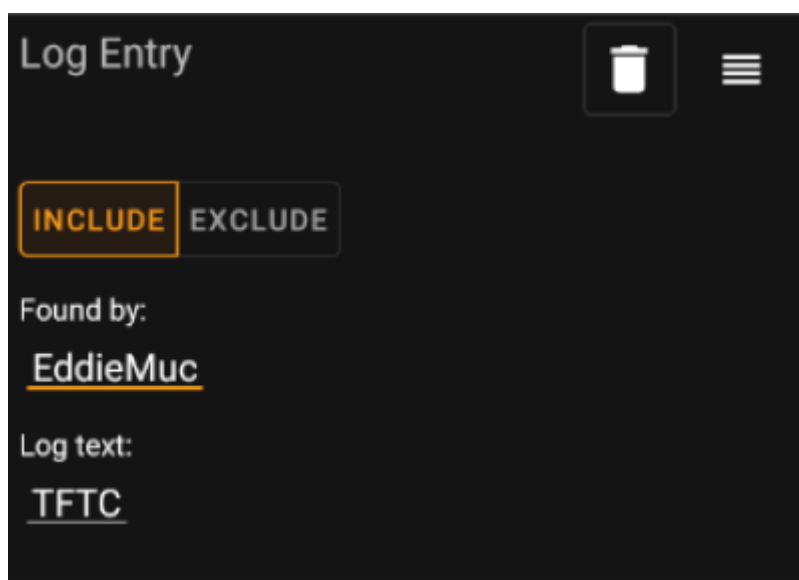 Log Entry
INCLUDE EXCLUDE
Found by:
EddieMuc
Log text:
TFTC